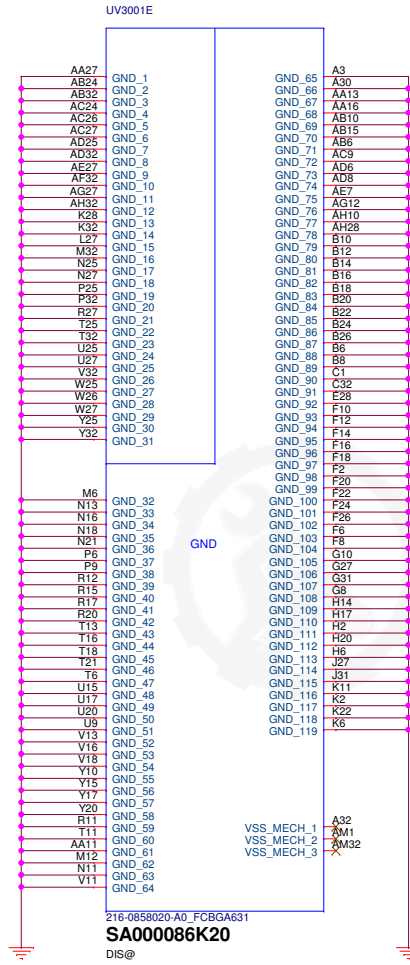 UV3001E
AA27 GND_1
AB24 GND_2
AB32 GND_3
AC24 GND_4
AC26 GND_5
AC27 GND_6
AD25 GND_7
AD32 GND_8
AE27 GND_9
AF32 GND_10
AG27 GND_11
AH32 GND_12
K28 GND_13
K32 GND_14
L27 GND_15
M32 GND_16
N25 GND_17
N27 GND_18
P25 GND_19
P32 GND_20
R27 GND_21
T25 GND_22
T32 GND_23
U25 GND_24
U27 GND_25
V32 GND_26
W25 GND_27
W26 GND_28
W27 GND_29
Y25 GND_30
Y32 GND_31
M6 GND_32
N13 GND_33
N16 GND_34
N18 GND_35
N21 GND_36
P6 GND_37
P9 GND_38
R12 GND_39
R15 GND_40
R17 GND_41
R20 GND_42
T13 GND_43
T16 GND_44
T18 GND_45
T21 GND_46
T6 GND_47
U15 GND_48
U17 GND_49
U20 GND_50
U9 GND_51
V13 GND_52
V16 GND_53
V18 GND_54
Y10 GND_55
Y15 GND_56
Y17 GND_57
Y20 GND_58
R11 GND_59
T11 GND_60
AA11 GND_61
M12 GND_62
N11 GND_63
V11 GND_64
GND
GND_65 A3
GND_66 A30
GND_67 AA13
GND_68 AA16
GND_69 AB10
GND_70 AB15
GND_71 AB6
GND_72 AC9
GND_73 AD6
GND_74 AD8
GND_75 AE7
GND_76 AG12
GND_77 AH10
GND_78 AH28
GND_79 B10
GND_80 B12
GND_81 B14
GND_82 B16
GND_83 B18
GND_84 B20
GND_85 B22
GND_86 B24
GND_87 B26
GND_88 B6
GND_89 B8
GND_90 C1
GND_91 C32
GND_92 E28
GND_93 F10
GND_94 F12
GND_95 F14
GND_96 F16
GND_97 F18
GND_98 F2
GND_99 F20
GND_100 F22
GND_101 F24
GND_102 F26
GND_103 F6
GND_104 F8
GND_105 G10
GND_106 G27
GND_107 G31
GND_108 G8
GND_109 H14
GND_110 H17
GND_111 H2
GND_112 H20
GND_113 H6
GND_114 J27
GND_115 J31
GND_116 K11
GND_117 K2
GND_118 K22
GND_119 K6
VSS_MECH_1 A32
VSS_MECH_2 AM1
VSS_MECH_3 AM32
216-0858020-A0_FCBGA631
SA000086K20
DIS@